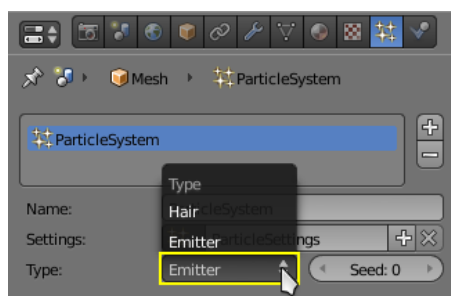 Mesh ParticleSystem
ParticleSystem
Type
Name:
Hair
Settings:
Emitter ParticleSettings
Type:
Emitter
Seed: 0